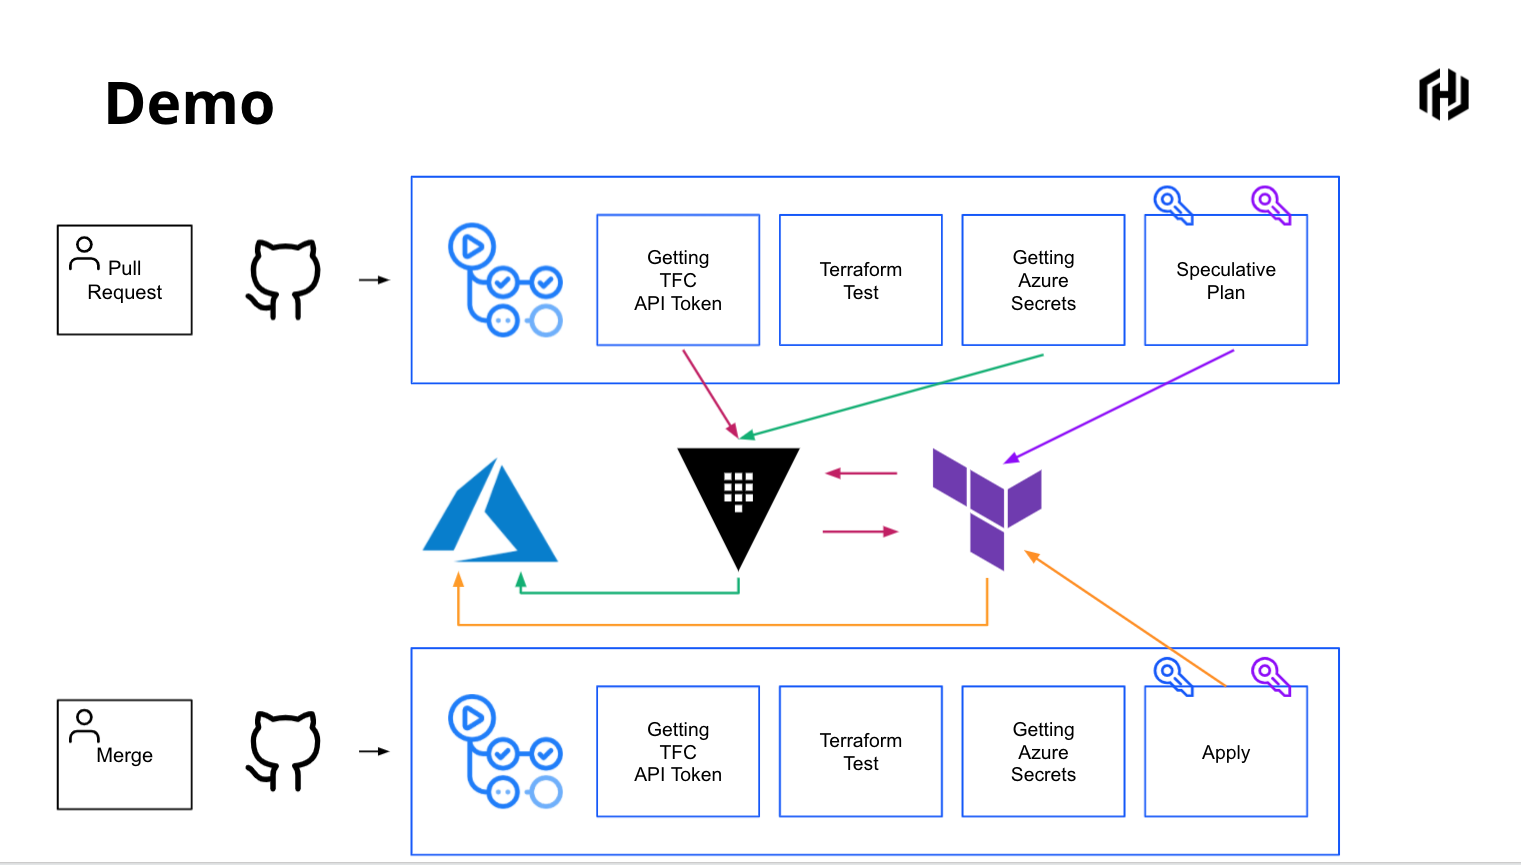 Demo
Pull
Request
Getting
TFC
API Token
Terraform
Test
Getting
Azure
Secrets
Speculative
Plan
Merge
Getting
TFC
API Token
Terraform
Test
Getting
Azure
Secrets
Apply